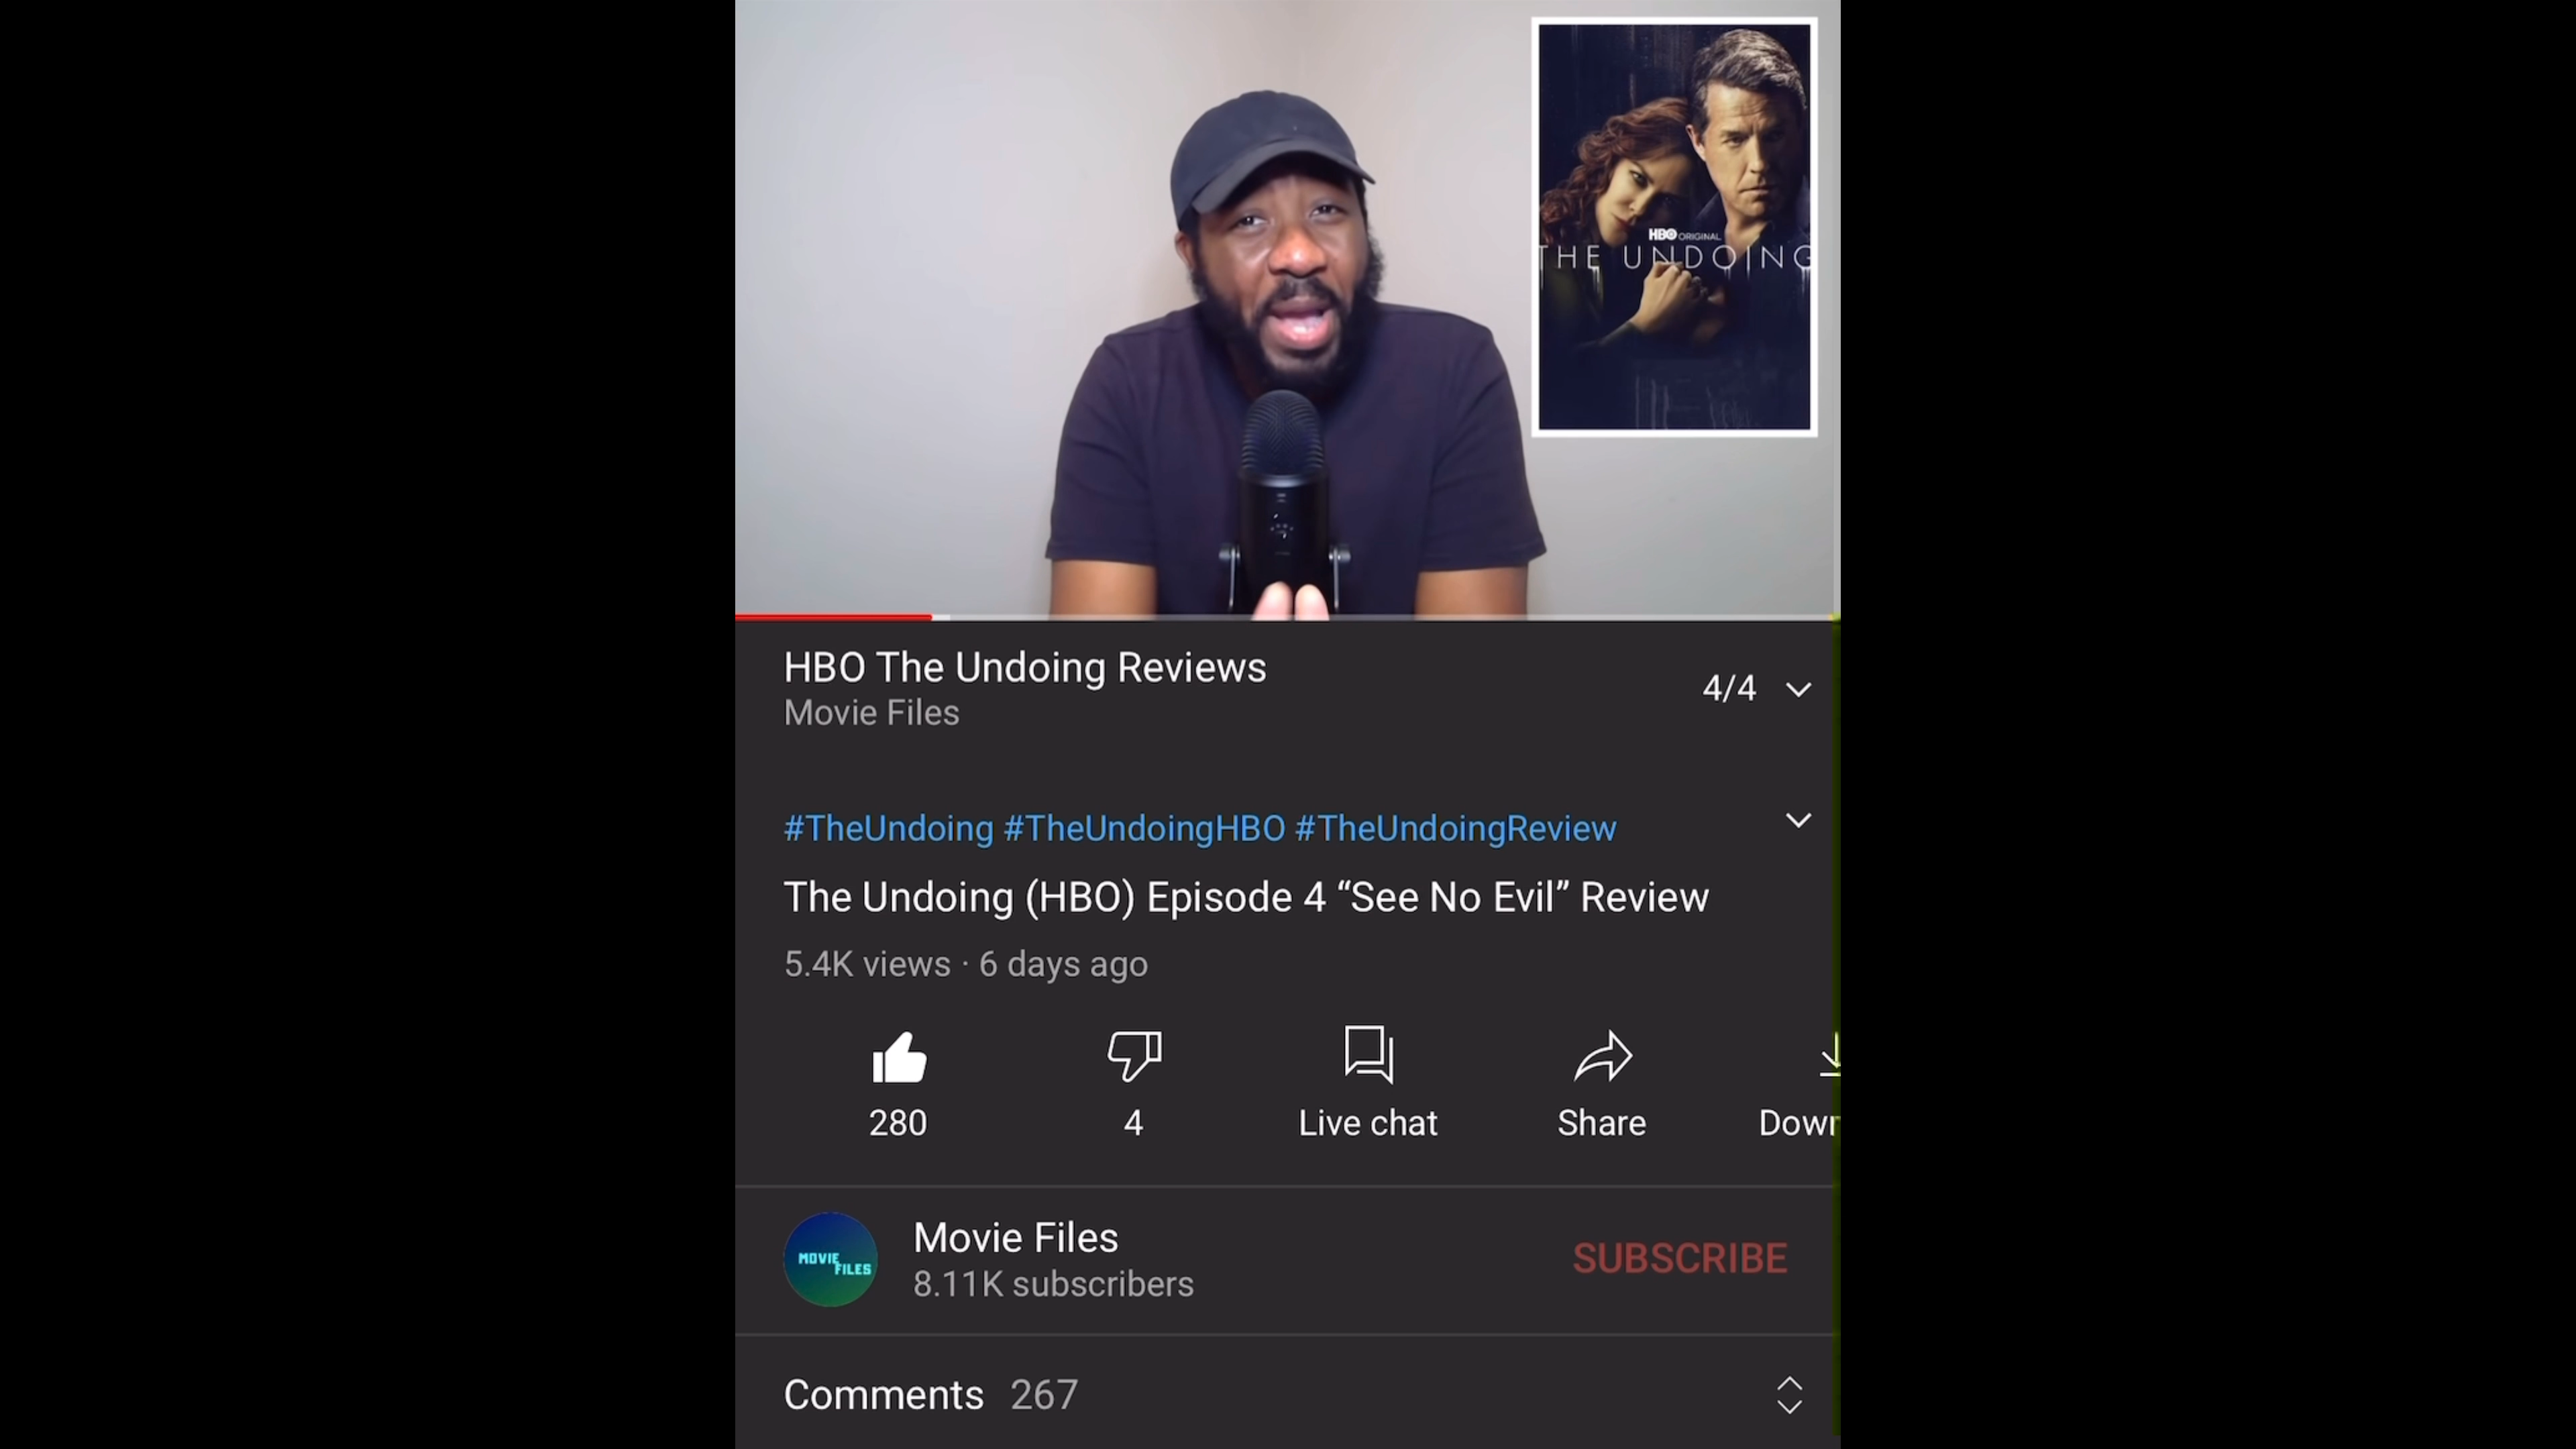 HBO ORIGINAL
THE UNDOING
HBO The Undoing Reviews
4/4
Movie Files
#TheUndoing #TheUndoingHBO #TheUndoingReview
The Undoing (HBO) Episode 4 “See No Evil” Review
5.4K views · 6 days ago
280
4
Live chat
Share
Down
MOVIE
FILES
Movie Files
SUBSCRIBE
8.11K subscribers
Comments 267